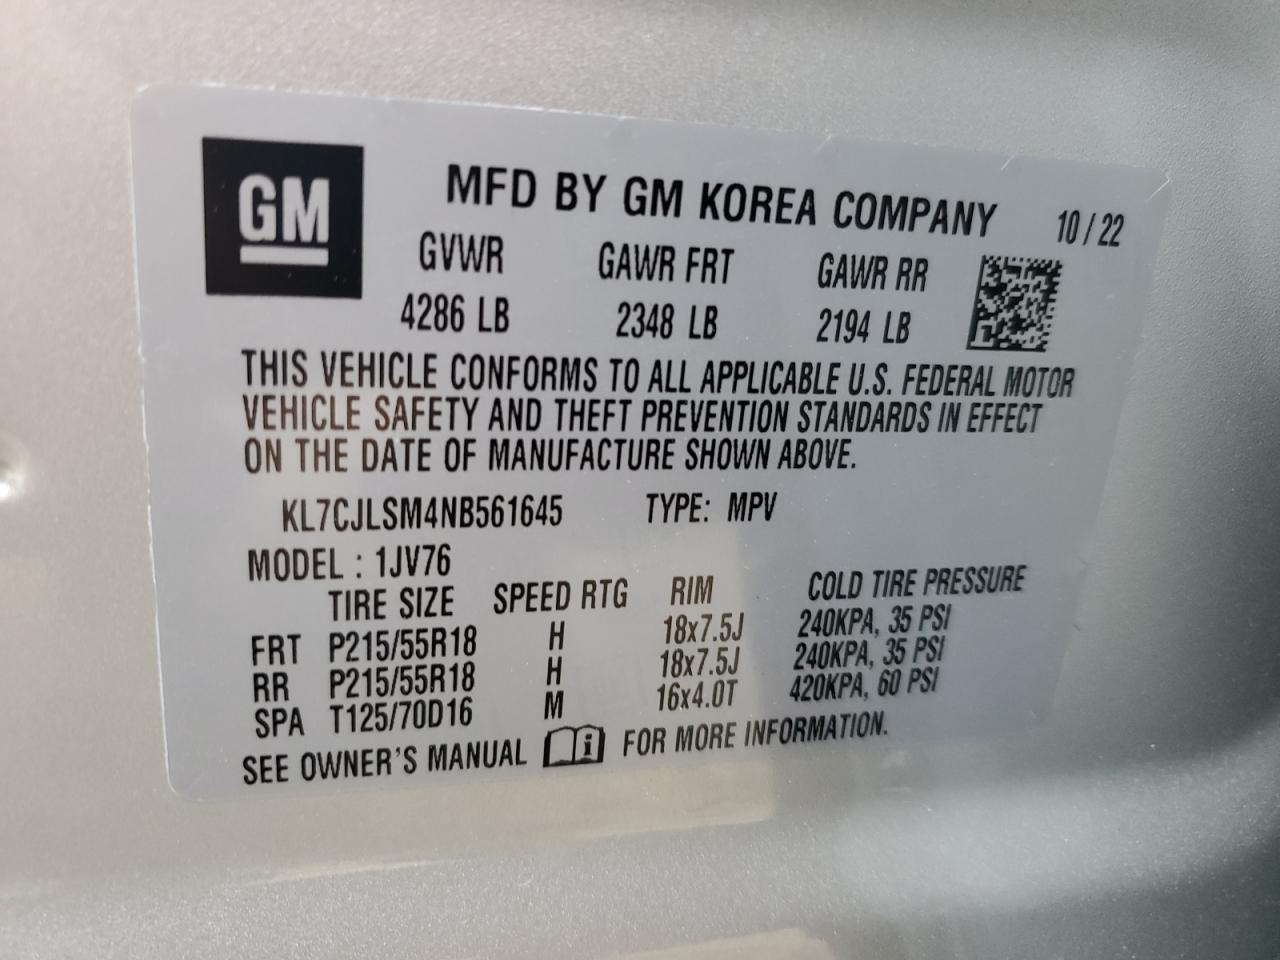 GM
MFD BY GM KOREA COMPANY 10/22
GVWR GAWR FRT GAWR RR
4286 LB 2348 LB 2194 LB
THIS VEHICLE CONFORMS TO ALL APPLICABLE U.S. FEDERAL MOTOR
VEHICLE SAFETY AND THEFT PREVENTION STANDARDS IN EFFECT
ON THE DATE OF MANUFACTURE SHOWN ABOVE.
KL7CJLSM4NB561645 TYPE: MPV
MODEL : 1JV76
TIRE SIZE SPEED RTG RIM COLD TIRE PRESSURE
FRT P215/55R18 H 18x7.5J 240KPA, 35 PSI
RR P215/55R18 H 18x7.5J 240KPA, 35 PSI
SPA T125/70D16 M 16x4.0T 420KPA, 60 PSI
SEE OWNER'S MANUAL i FOR MORE INFORMATION.